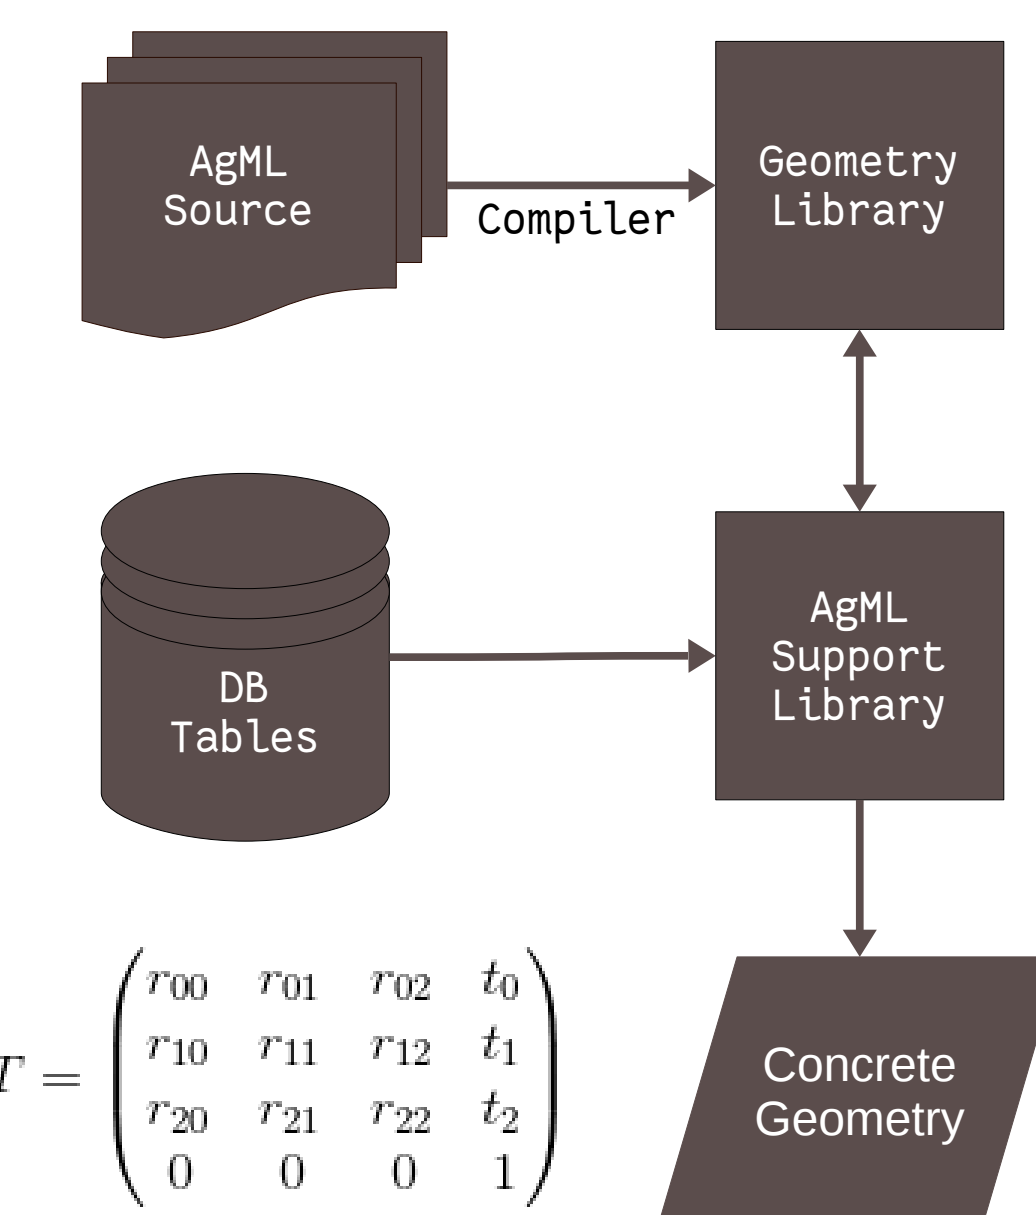 AgML
Source
Compiler
Geometry
Library
DB
Tables
AgML
Support
Library
T =
r00 r01 r02 t0
r10 r11 r12 t1
r20 r21 r22 t2
0 0 0 1
Concrete
Geometry